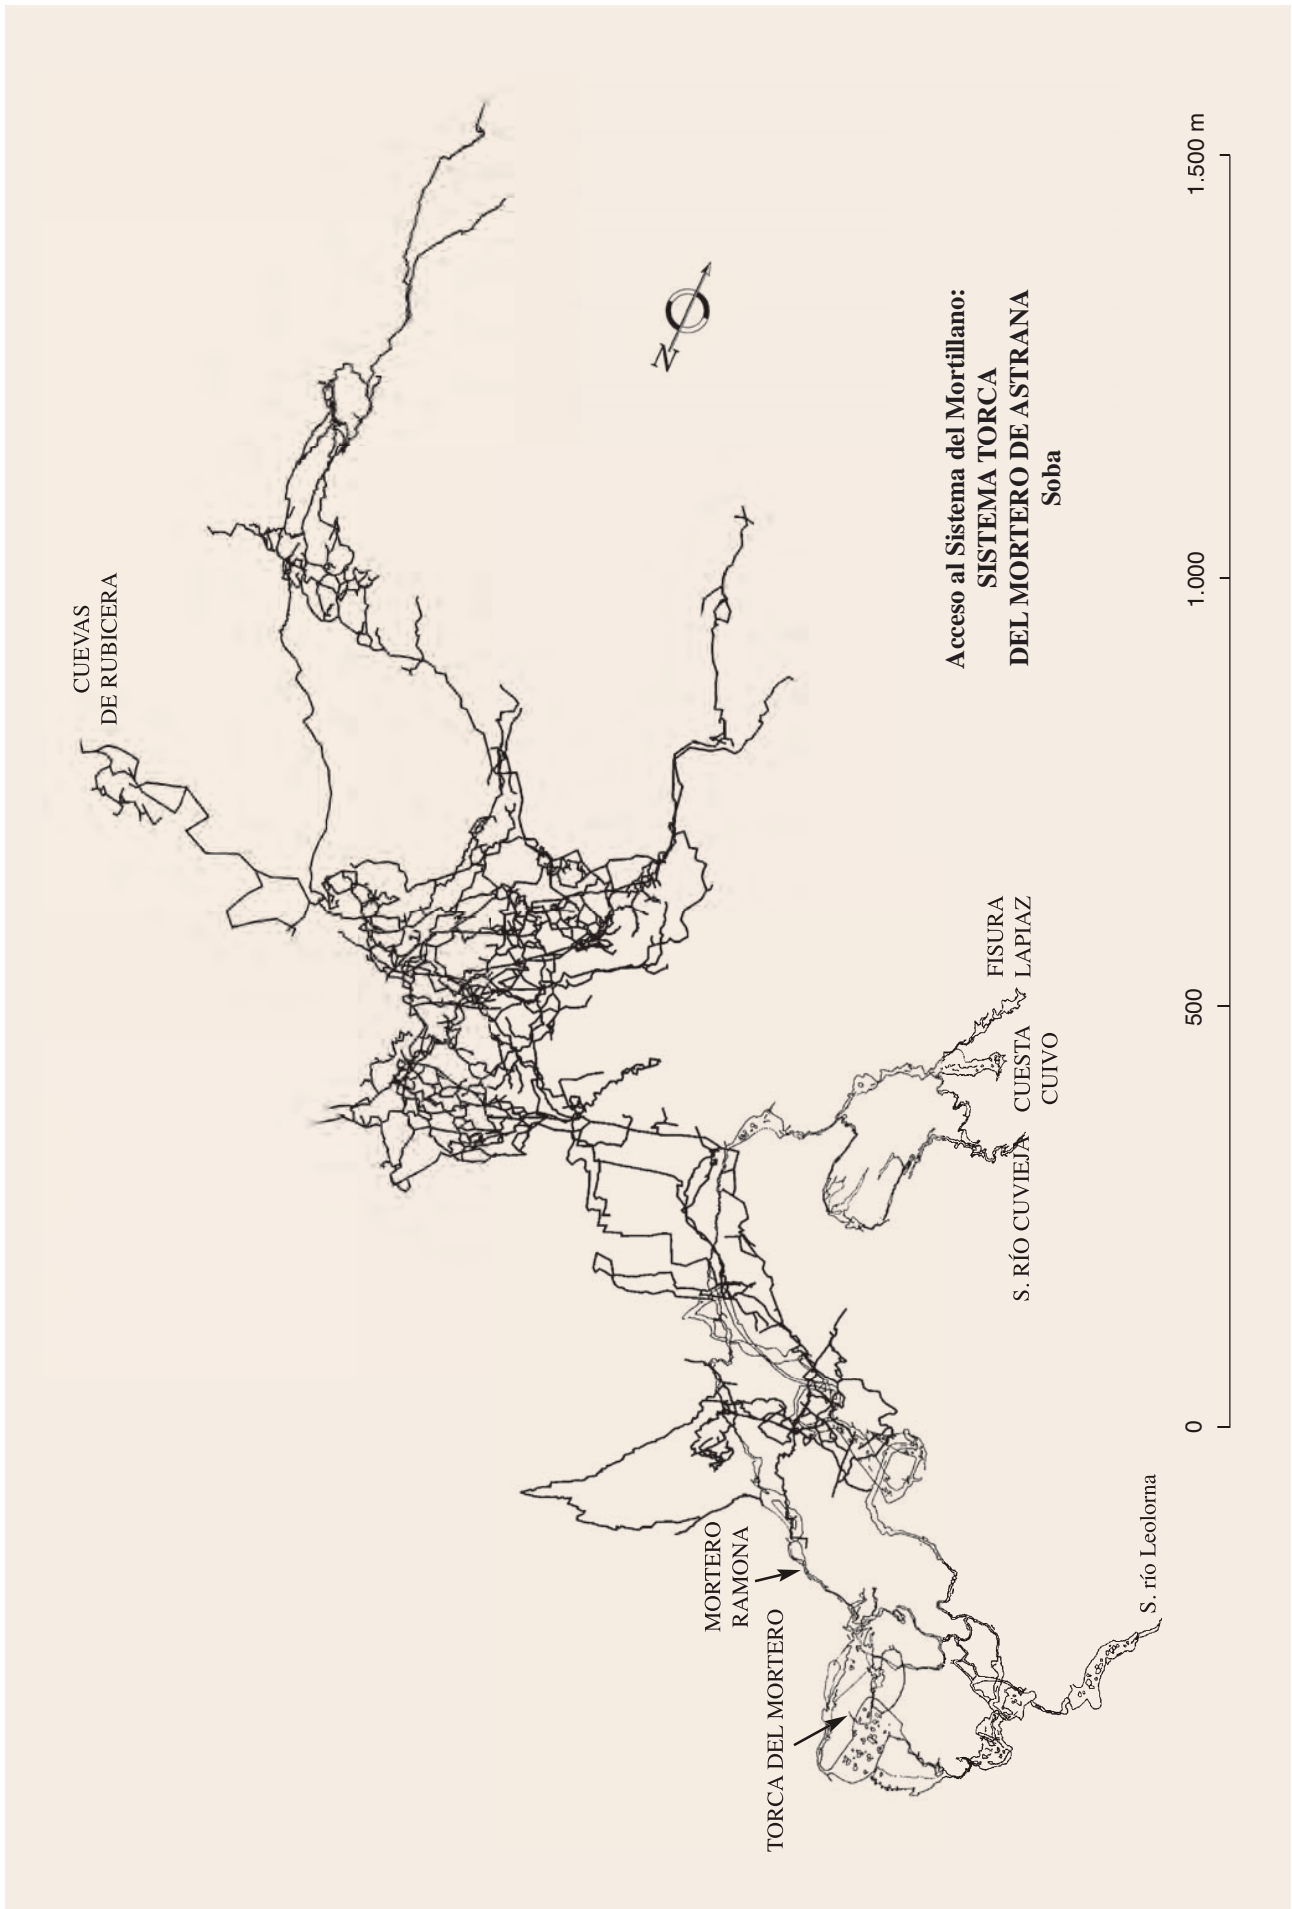 CUEVAS
DE RUBICERA
N
Acceso al Sistema del Mortillano:
SISTEMA TORCA
DEL MORTERO DE ASTRANA
Soba
MORTERO
RAMONA
TORCA DEL MORTERO
S. RÍO CUVIEJA
CUESTA
CUIVO
FISURA
LAPIAZ
S. río Leolorna
0
500
1.000
1.500 m